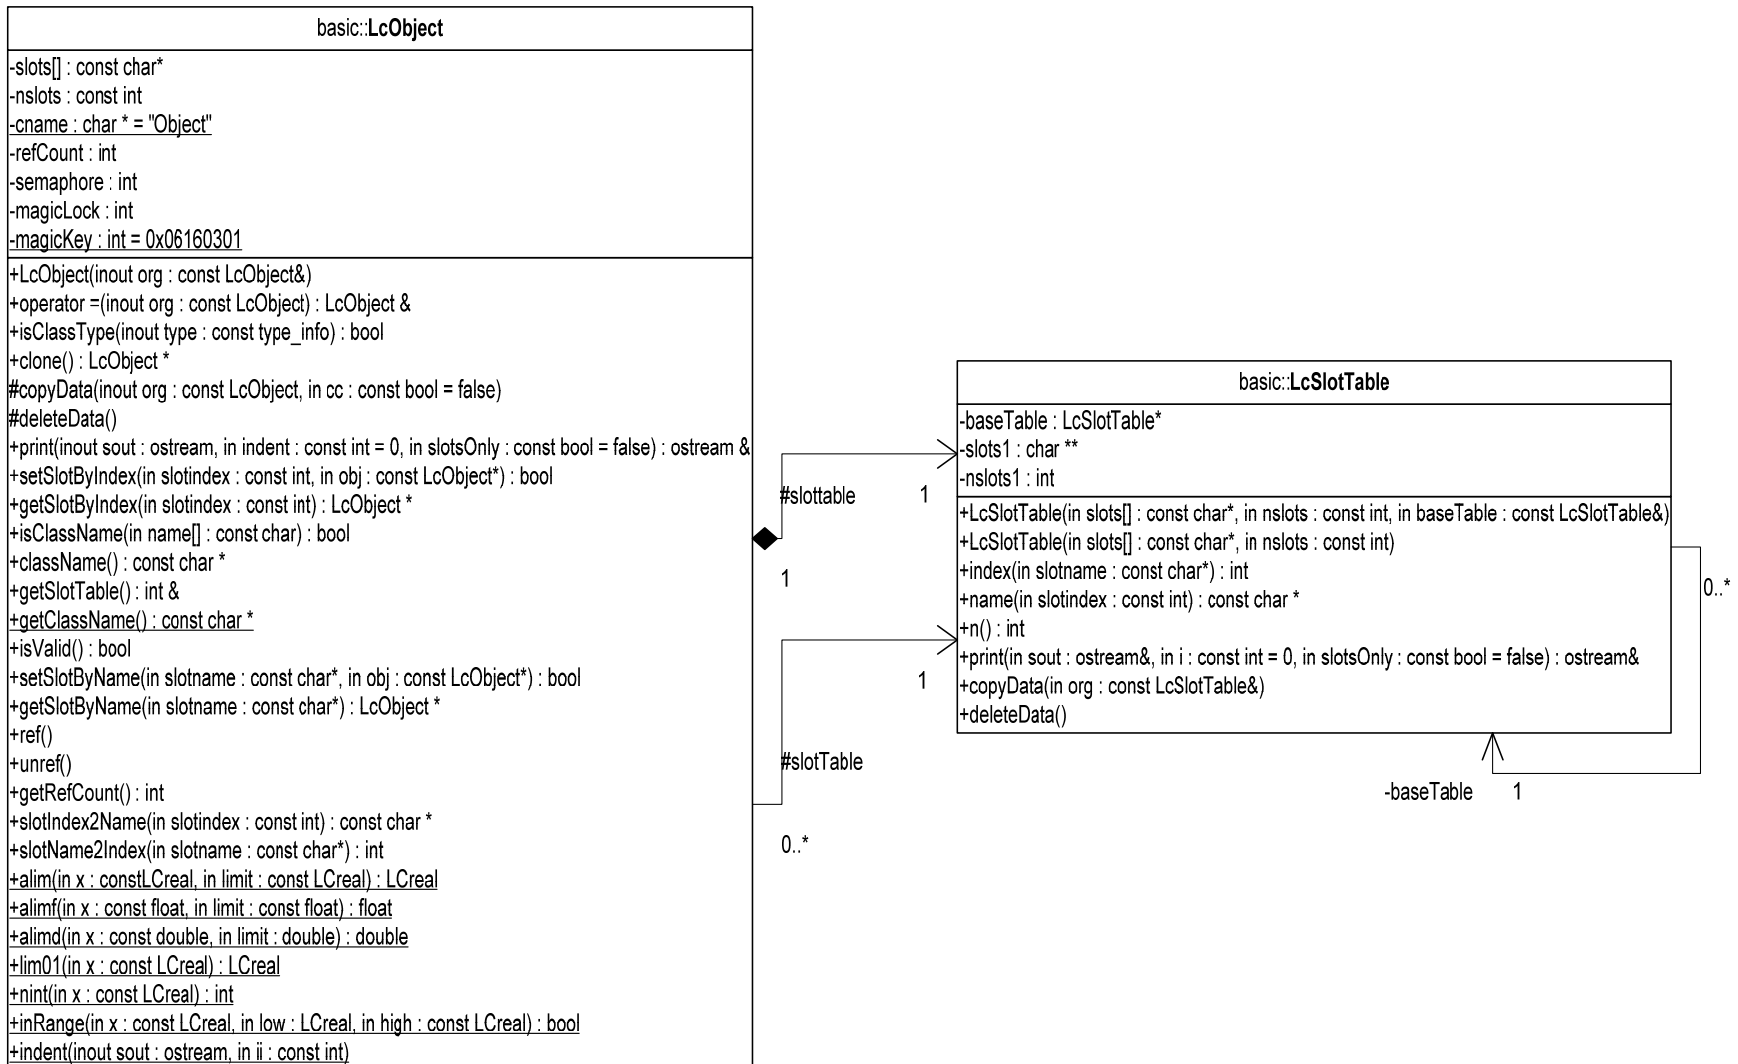 basic::LcObject
-slots[] : const char*
-nslots : const int
-cname : char * = "Object"
-refCount : int
-semaphore : int
-magicLock : int
-magicKey : int = 0x06160301
+LcObject(inout org : const LcObject&)
+operator =(inout org : const LcObject) : LcObject &
+isClassType(inout type : const type_info) : bool
+clone() : LcObject *
#copyData(inout org : const LcObject, in cc : const bool = false)
#deleteData()
+print(inout sout : ostream, in indent : const int = 0, in slotsOnly : const bool = false) : ostream &
+setSlotByIndex(in slotindex : const int, in obj : const LcObject*) : bool
+getSlotByIndex(in slotindex : const int) : LcObject *
+isClassName(in name[] : const char) : bool
+className() : const char *
+getSlotTable() : int &
+getClassName() : const char *
+isValid() : bool
+setSlotByName(in slotname : const char*, in obj : const LcObject*) : bool
+getSlotByName(in slotname : const char*) : LcObject *
+ref()
+unref()
+getRefCount() : int
+slotIndex2Name(in slotindex : const int) : const char *
+slotName2Index(in slotname : const char*) : int
+alim(in x : constLCreal, in limit : const LCreal) : LCreal
+alimf(in x : const float, in limit : const float) : float
+alimd(in x : const double, in limit : double) : double
+lim01(in x : const LCreal) : LCreal
+nint(in x : const LCreal) : int
+inRange(in x : const LCreal, in low : LCreal, in high : const LCreal) : bool
+indent(inout sout : ostream, in ii : const int)
#slottable
1
1
#slotTable
1
0..*
basic::LcSlotTable
-baseTable : LcSlotTable*
-slots1 : char **
-nslots1 : int
+LcSlotTable(in slots[] : const char*, in nslots : const int, in baseTable : const LcSlotTable&)
+LcSlotTable(in slots[] : const char*, in nslots : const int)
+index(in slotname : const char*) : int
+name(in slotindex : const int) : const char *
+n() : int
+print(in sout : ostream&, in i : const int = 0, in slotsOnly : const bool = false) : ostream&
+copyData(in org : const LcSlotTable&)
+deleteData()
0..*
-baseTable
1